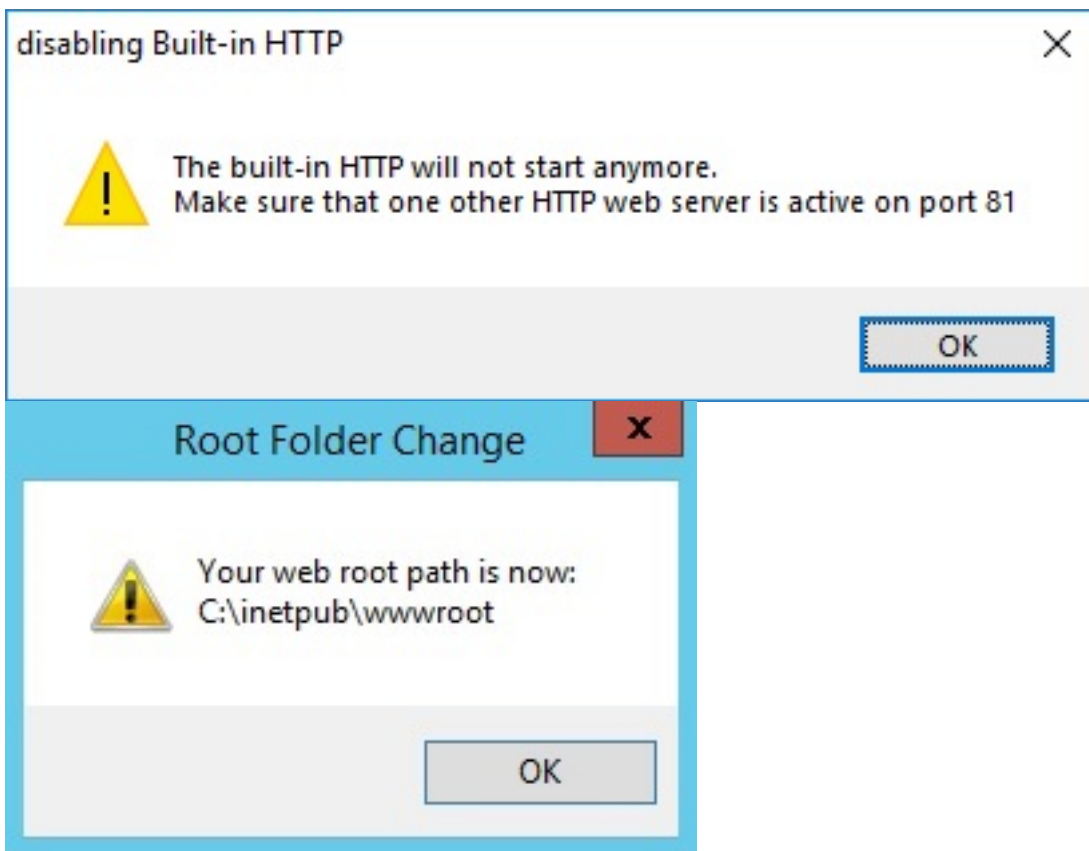 disabling Built-in HTTP
The built-in HTTP will not start anymore.
Make sure that one other HTTP web server is active on port 81
OK
Root Folder Change
Your web root path is now:
C:\inetpub\wwwroot
OK